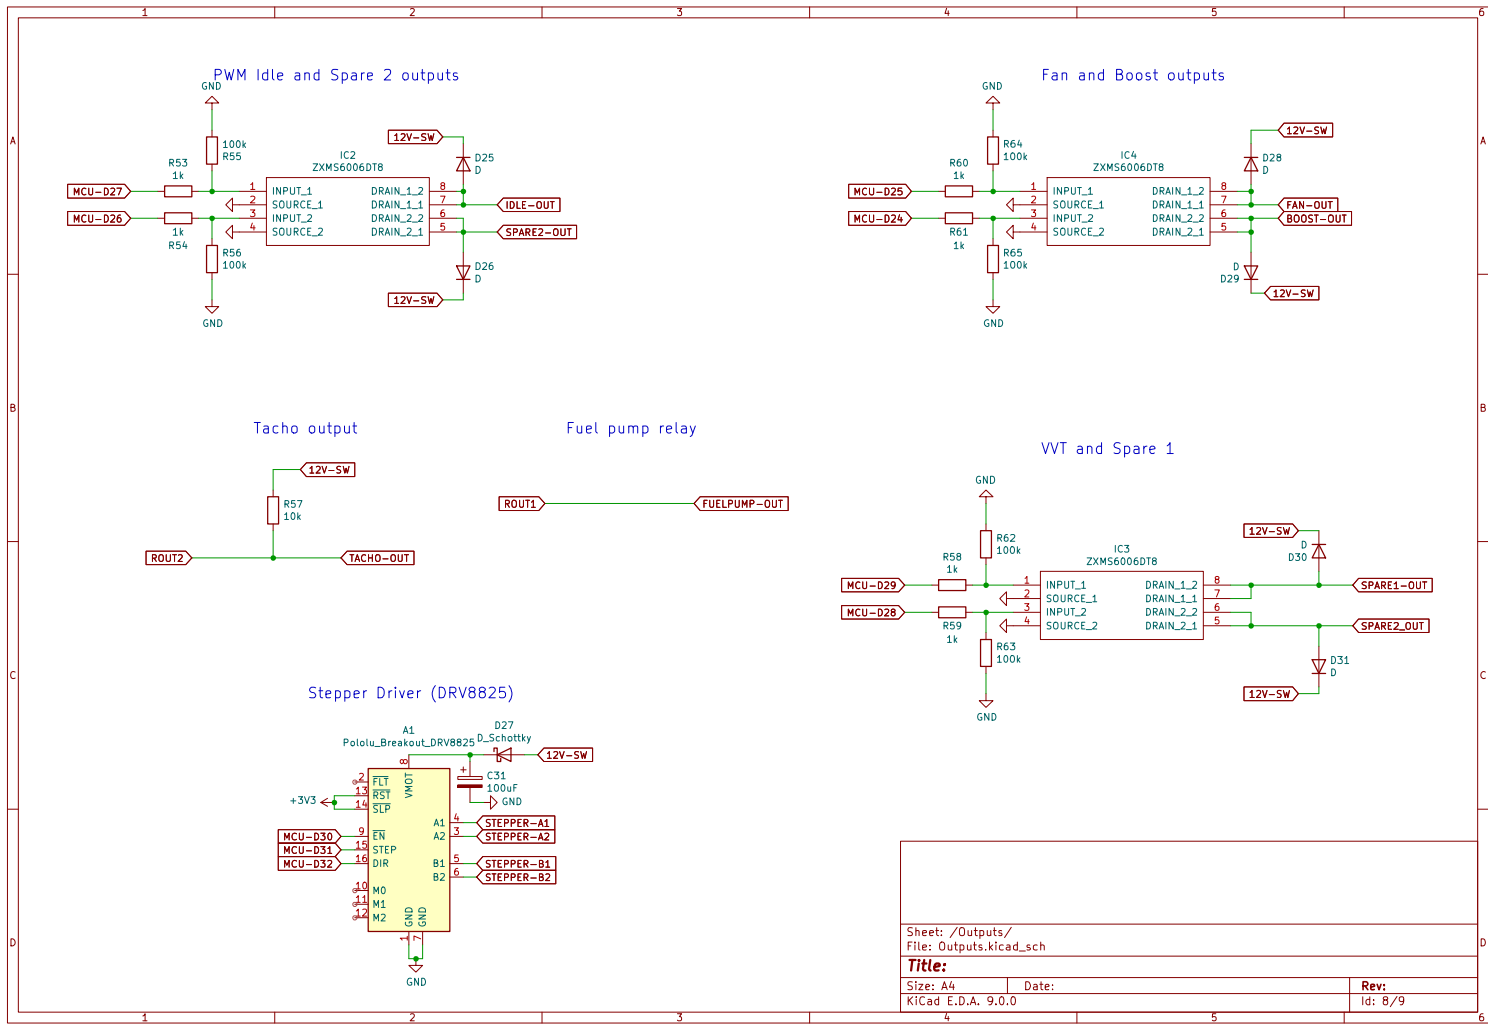 1 2 3 4 5 6
PWM Idle and Spare 2 outputs
GND
100k
R55
R53
1k
MCU-D27
MCU-D26
1k
R54
R56
100k
GND
IC2
ZXMS6006DT8
1 INPUT_1 DRAIN_1_2 8
2 SOURCE_1 DRAIN_1_1 7
3 INPUT_2 DRAIN_2_2 6
4 SOURCE_2 DRAIN_2_1 5
12V-SW
D25
D
IDLE-OUT
SPARE2-OUT
D26
D
12V-SW
Fan and Boost outputs
GND
R64
100k
R60
1k
MCU-D25
MCU-D24
R61
1k
R65
100k
GND
IC4
ZXMS6006DT8
1 INPUT_1 DRAIN_1_2 8
2 SOURCE_1 DRAIN_1_1 7
3 INPUT_2 DRAIN_2_2 6
4 SOURCE_2 DRAIN_2_1 5
12V-SW
D28
D
FAN-OUT
BOOST-OUT
D
D29
12V-SW
A A
B B
Tacho output
12V-SW
R57
10k
ROUT2
TACHO-OUT
Fuel pump relay
ROUT1
FUELPUMP-OUT
VVT and Spare 1
GND
R62
100k
R58
1k
MCU-D29
MCU-D28
R59
1k
R63
100k
GND
IC3
ZXMS6006DT8
1 INPUT_1 DRAIN_1_2 8
2 SOURCE_1 DRAIN_1_1 7
3 INPUT_2 DRAIN_2_2 6
4 SOURCE_2 DRAIN_2_1 5
12V-SW
D
D30
SPARE1-OUT
SPARE2_OUT
D31
D
12V-SW
C C
Stepper Driver (DRV8825)
A1
Pololu_Breakout_DRV8825
D27
D_Schottky
12V-SW
8
VMOT
+
C31
100uF
GND
2 FLT
13 RST
14 SLP
+3V3
MCU-D30 9 EN
MCU-D31 15 STEP
MCU-D32 16 DIR
10 M0
11 M1
12 M2
A1 4 STEPPER-A1
A2 3 STEPPER-A2
B1 5 STEPPER-B1
B2 6 STEPPER-B2
GND GND
1 7
GND
D D
Sheet: /Outputs/
File: Outputs.kicad_sch
Title:
Size: A4 Date: Rev:
KiCad E.D.A. 9.0.0 Id: 8/9
1 2 3 4 5 6